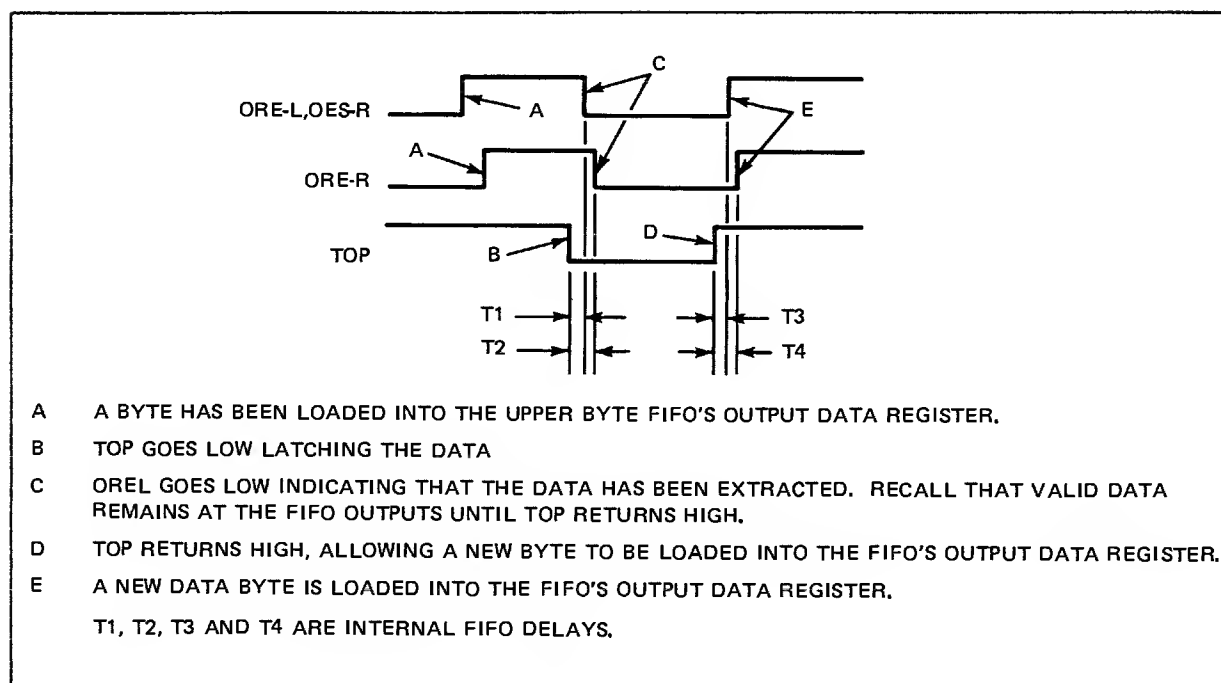 C
ORE-L,OES-R
A
E
A
ORE-R
D
B
TOP
T1
T3
T2
T4
A A BYTE HAS BEEN LOADED INTO THE UPPER BYTE FIFO'S OUTPUT DATA REGISTER.
B TOP GOES LOW LATCHING THE DATA
C OREL GOES LOW INDICATING THAT THE DATA HAS BEEN EXTRACTED. RECALL THAT VALID DATA
REMAINS AT THE FIFO OUTPUTS UNTIL TOP RETURNS HIGH.
D TOP RETURNS HIGH, ALLOWING A NEW BYTE TO BE LOADED INTO THE FIFO'S OUTPUT DATA REGISTER.
E A NEW DATA BYTE IS LOADED INTO THE FIFO'S OUTPUT DATA REGISTER.
T1, T2, T3 AND T4 ARE INTERNAL FIFO DELAYS.